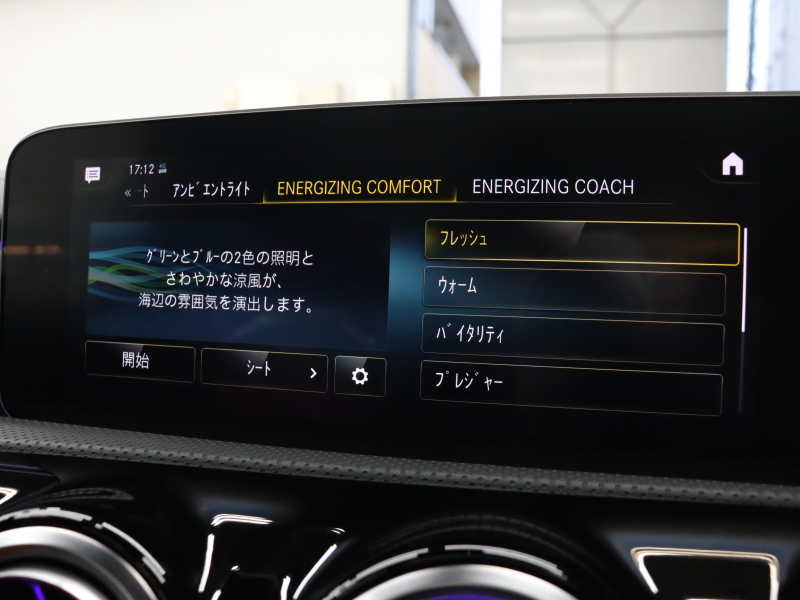 17:12 4G
« ート ｱﾝﾋﾞｴﾝﾄﾗｲﾄ ENERGIZING COMFORT ENERGIZING COACH
ｸﾞﾘｰﾝとﾌﾞﾙｰの2色の照明と
さわやかな涼風が、
海辺の雰囲気を演出します。
開始
ｼｰﾄ
ﾌﾚｯｼｭ
ｳｫｰﾑ
ﾊﾞｲﾀﾘﾃｨ
ﾌﾟﾚｼﾞｬｰ